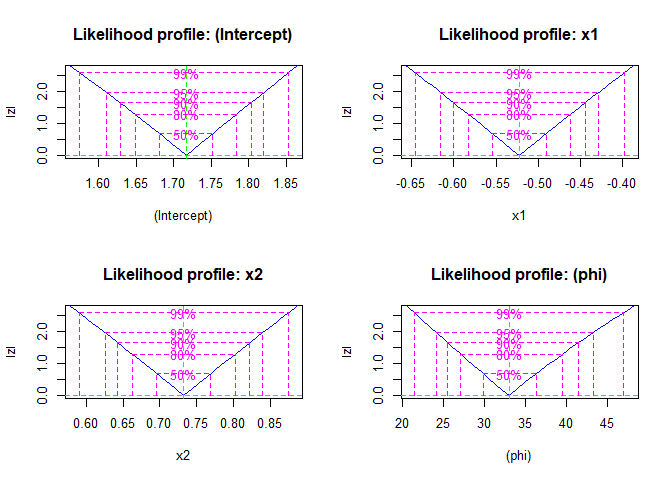 Likelihood profile: (Intercept)
|z|
2.0
1.0
0.0
99%
95%
90%
80%
50%
1.60 1.65 1.70 1.75 1.80 1.85
(Intercept)
Likelihood profile: x1
|z|
2.0
1.0
0.0
99%
95%
90%
80%
50%
-0.65 -0.60 -0.55 -0.50 -0.45 -0.40
x1
Likelihood profile: x2
|z|
2.0
1.0
0.0
99%
95%
90%
80%
50%
0.60 0.65 0.70 0.75 0.80 0.85
x2
Likelihood profile: (phi)
|z|
2.0
1.0
0.0
99%
95%
90%
80%
50%
20 25 30 35 40 45
(phi)